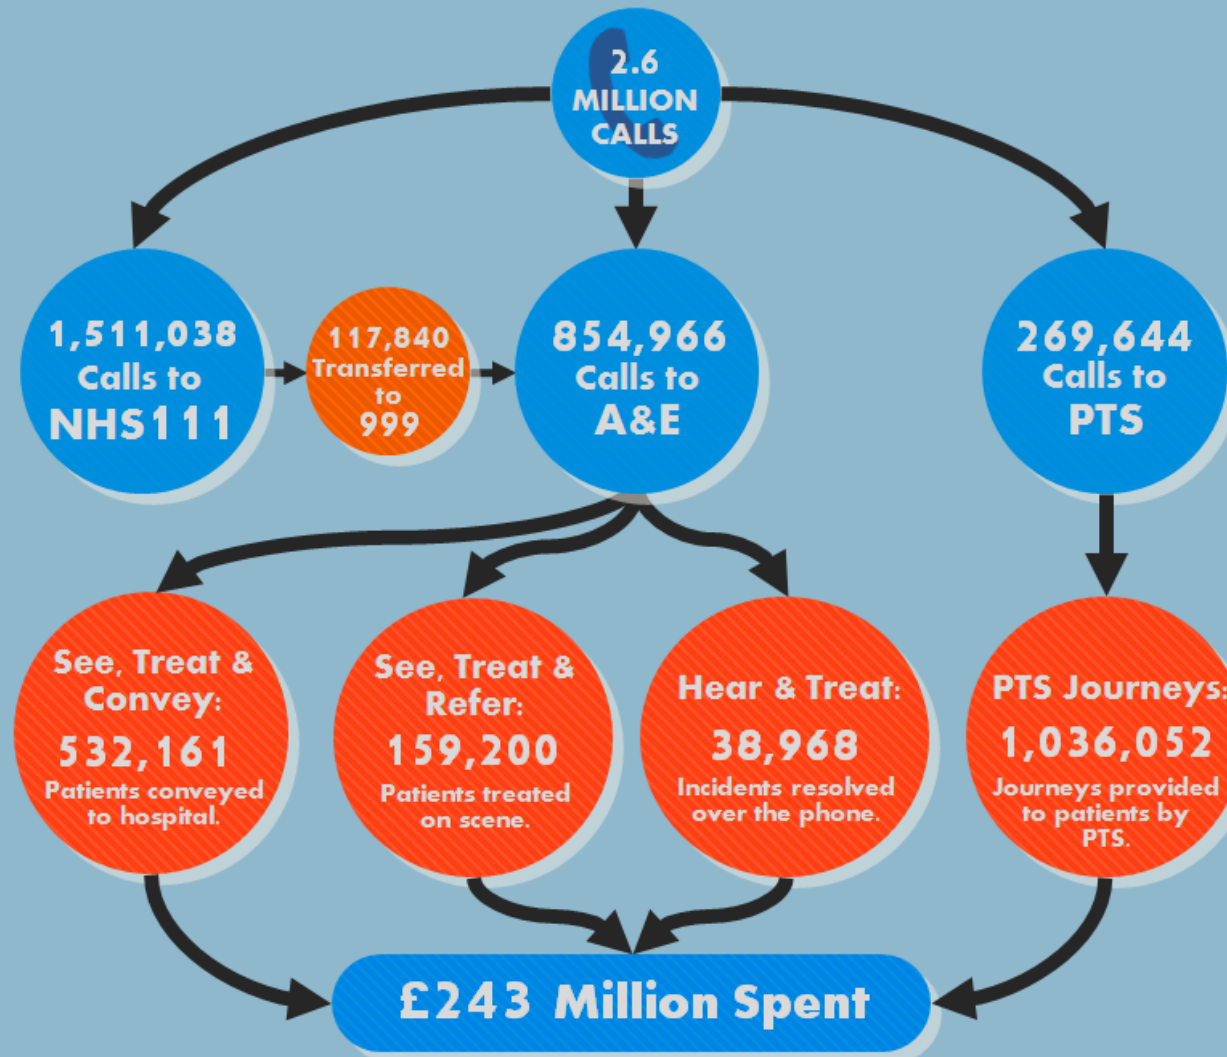 2.6
MILLION
CALLS
1,511,038
Calls to
NHS111
117,840
Transferred
to
999
854,966
Calls to
A&E
269,644
Calls to
PTS
See, Treat &
Convey:
532,161
Patients conveyed
to hospital.
See, Treat &
Refer:
159,200
Patients treated
on scene.
Hear & Treat:
38,968
Incidents resolved
over the phone.
PTS Journeys:
1,036,052
Journeys provided
to patients by
PTS.
£243 Million Spent